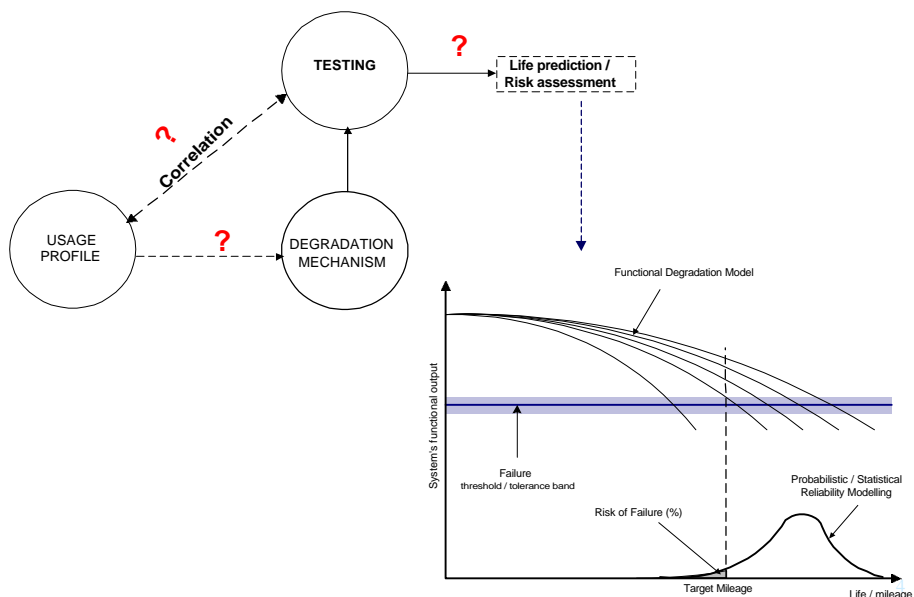 ?
TESTING
Life prediction /
Risk assessment
?
Correlation
USAGE
PROFILE
?
DEGRADATION
MECHANISM
Functional Degradation Model
System's functional output
Failure
threshold / tolerance band
Probabilistic / Statistical
Reliability Modelling
Risk of Failure (%)
Target Mileage
Life / mileage